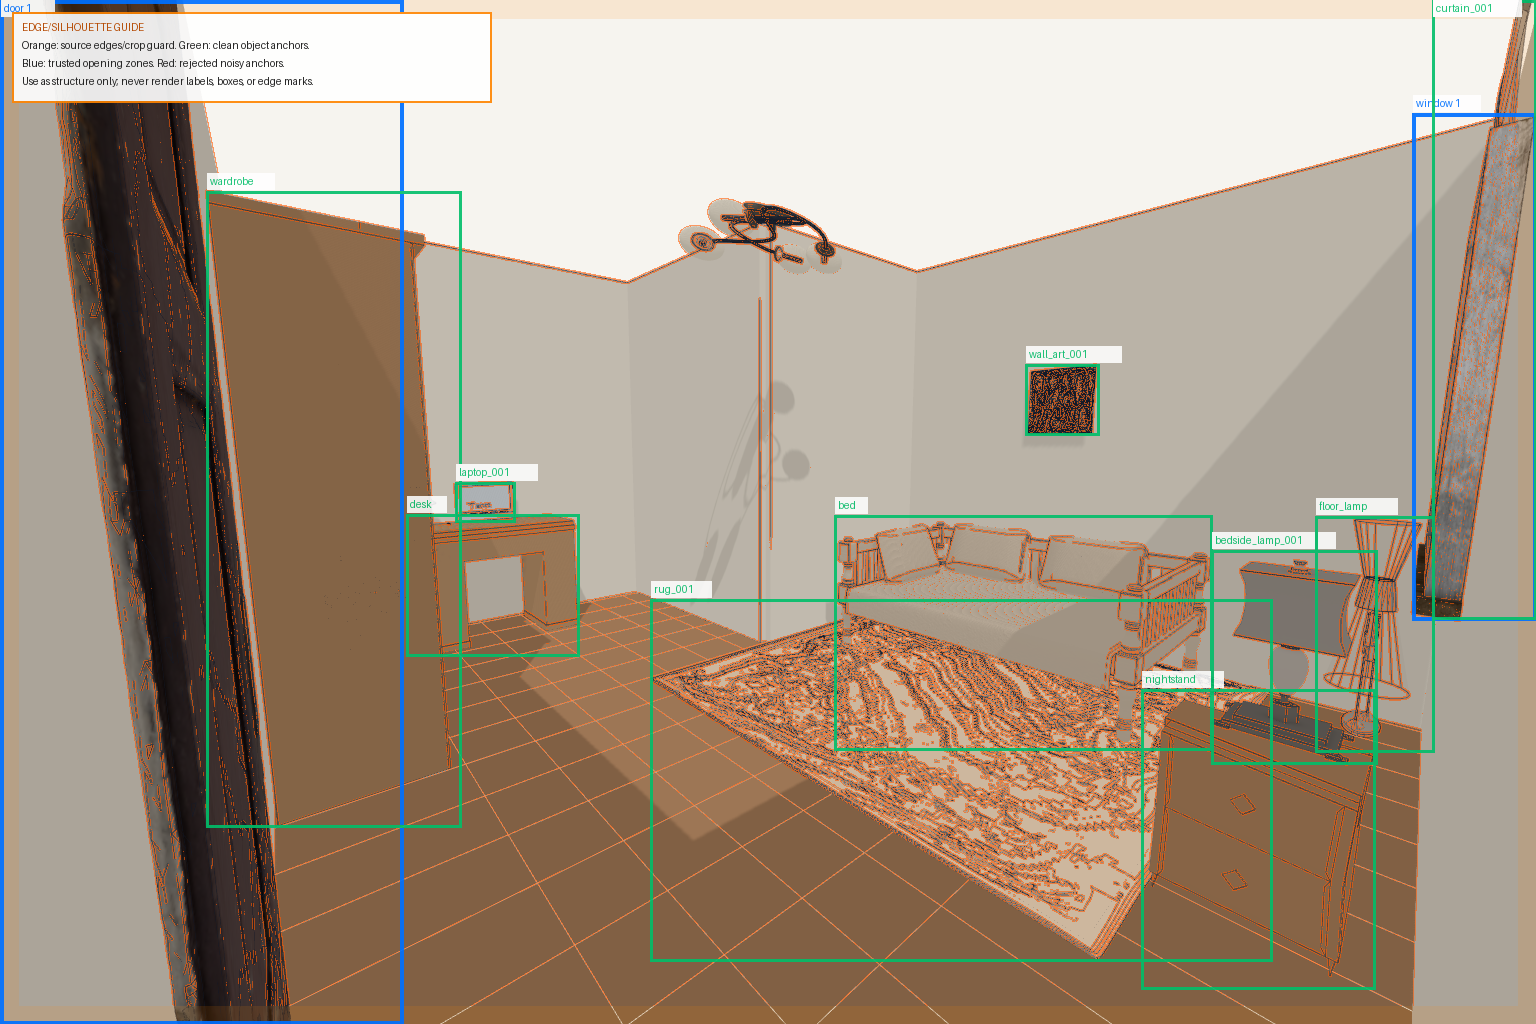 door 1
EDGE/SILHOUETTE GUIDE
Orange: source edges/crop guard. Green: clean object anchors.
Blue: trusted opening zones. Red: rejected noisy anchors.
Use as structure only; never render labels, boxes, or edge marks.
curtain_001
window 1
wardrobe
wall_art_001
laptop_001
desk
bed
floor_lamp
bedside_lamp_001
rug_001
nightstand